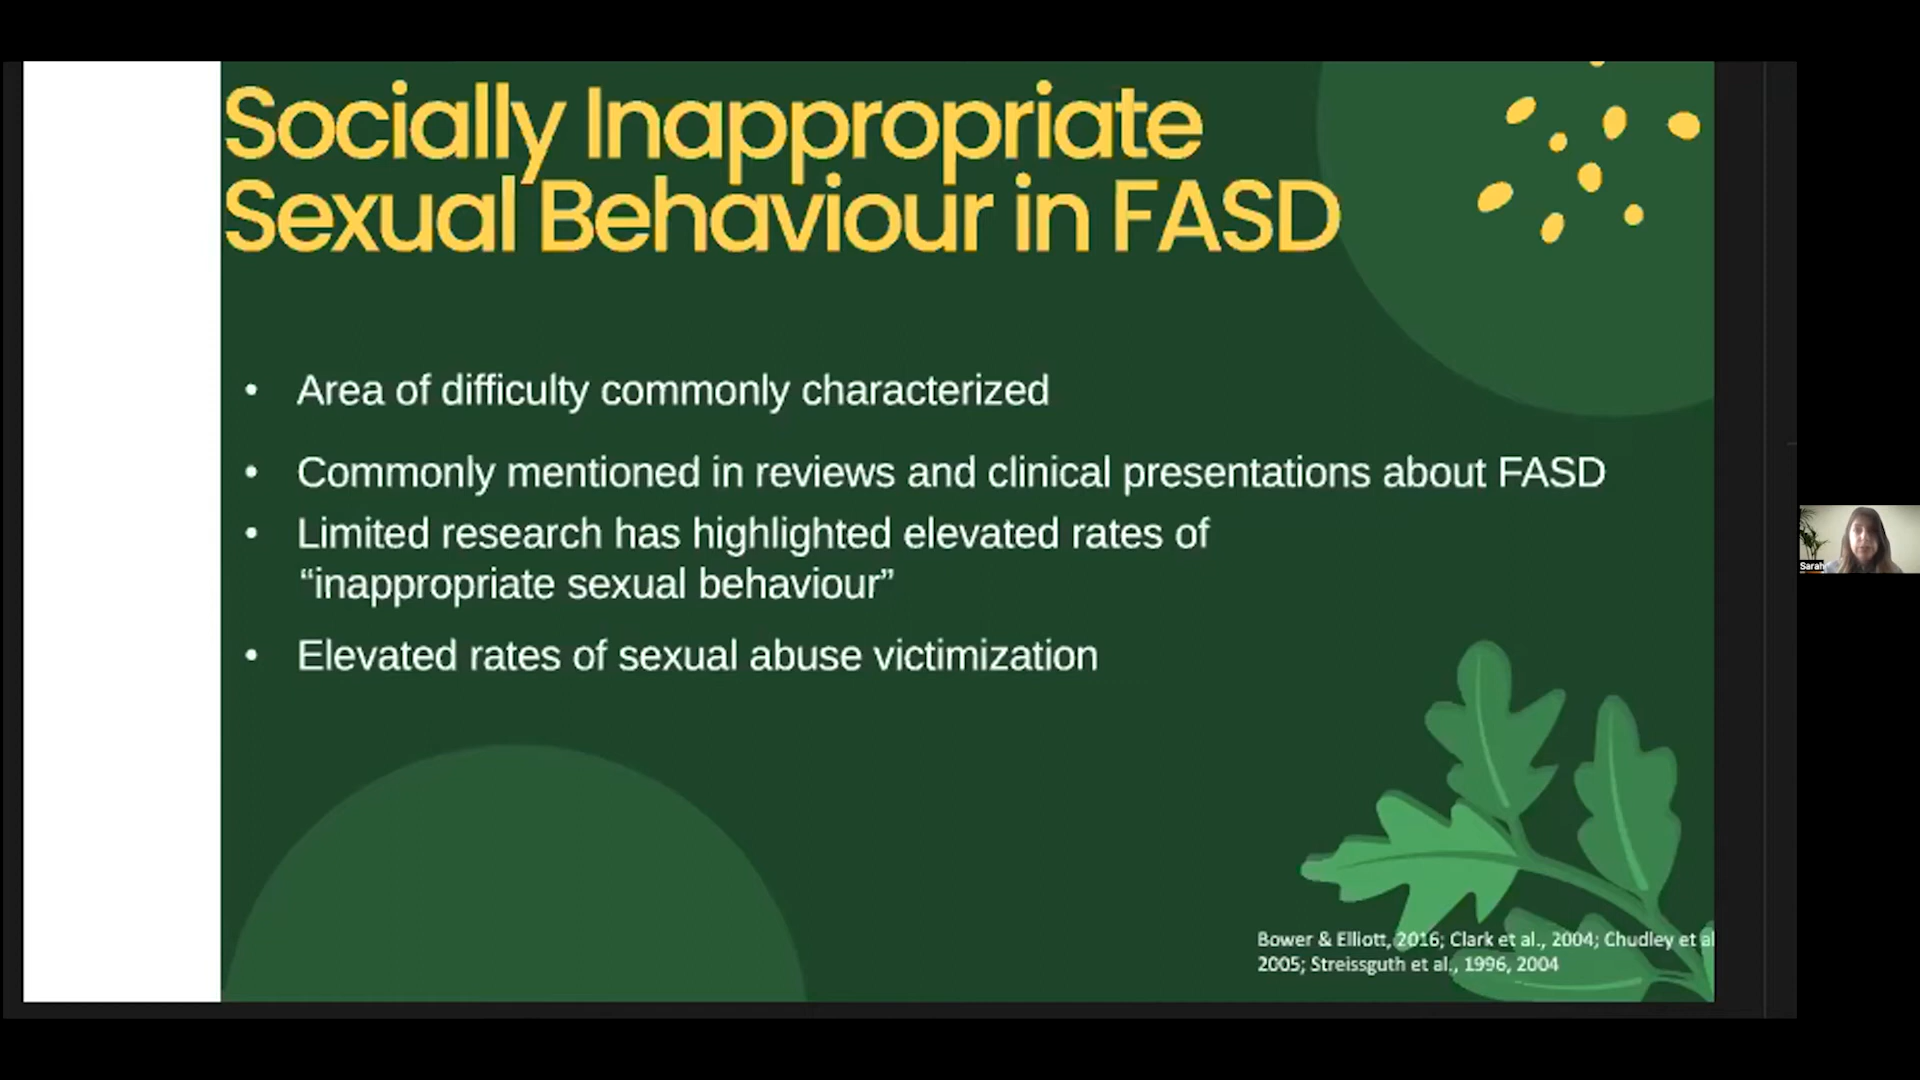 Socially Inappropriate
Sexual Behaviour in FASD
• Area of difficulty commonly characterized
• Commonly mentioned in reviews and clinical presentations about FASD
• Limited research has highlighted elevated rates of
“inappropriate sexual behaviour”
• Elevated rates of sexual abuse victimization
Bower & Elliott, 2016; Clark et al., 2004; Chudley et al
2005; Streissguth et al., 1996, 2004
Sarah